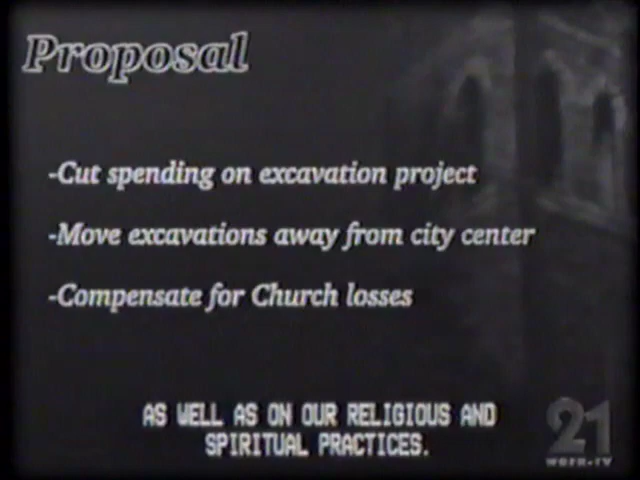 Proposal
-Cut spending on excavation project
-Move excavations away from city center
-Compensate for Church losses
AS WELL AS ON OUR RELIGIOUS AND
SPIRITUAL PRACTICES.
21